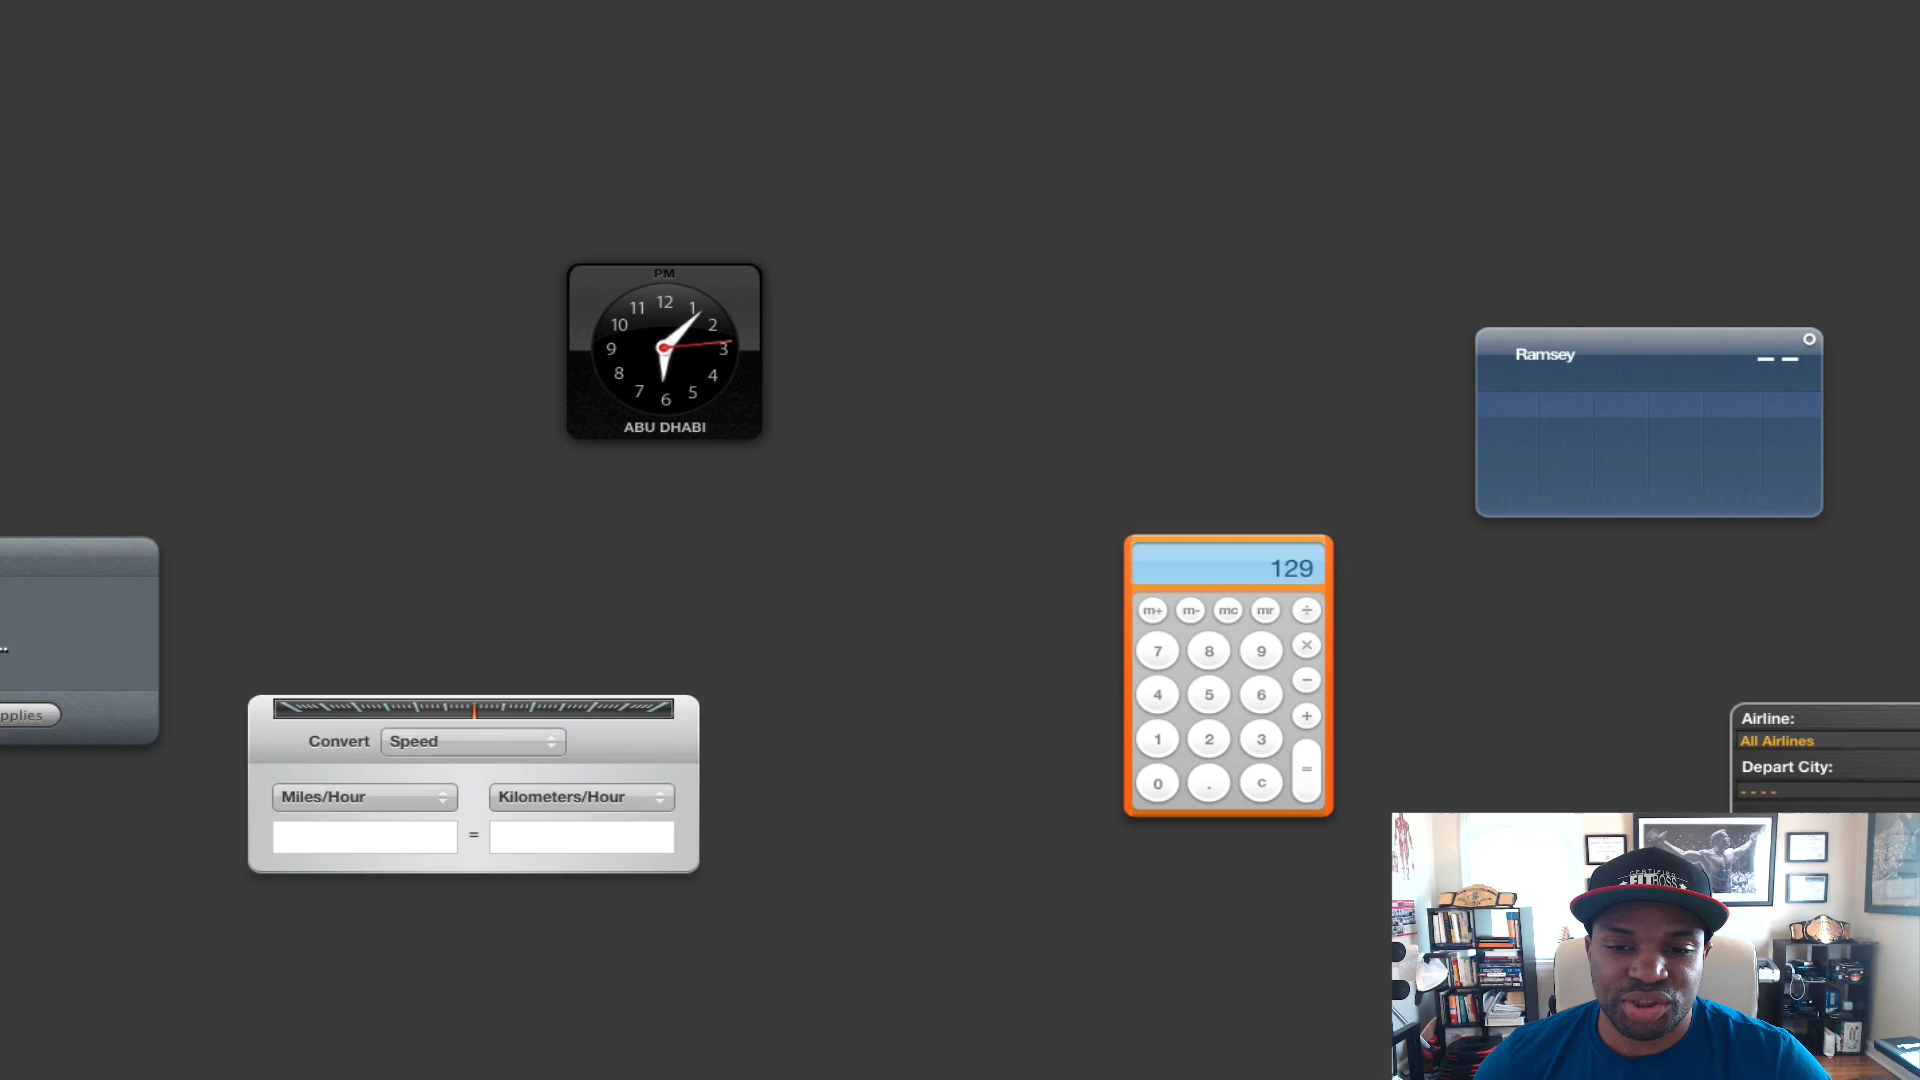 PM
12
11
1
10
2
9
3
8
4
7
5
6
ABU DHABI
Ramsey
129
m+ m- mc mr ÷
7 8 9 ×
4 5 6 −
1 2 3 +
0 . c =
..
pplies
Convert Speed
Miles/Hour Kilometers/Hour
=
Airline:
All Airlines
Depart City:
- - - -
CERTIFIED
FITBOSS